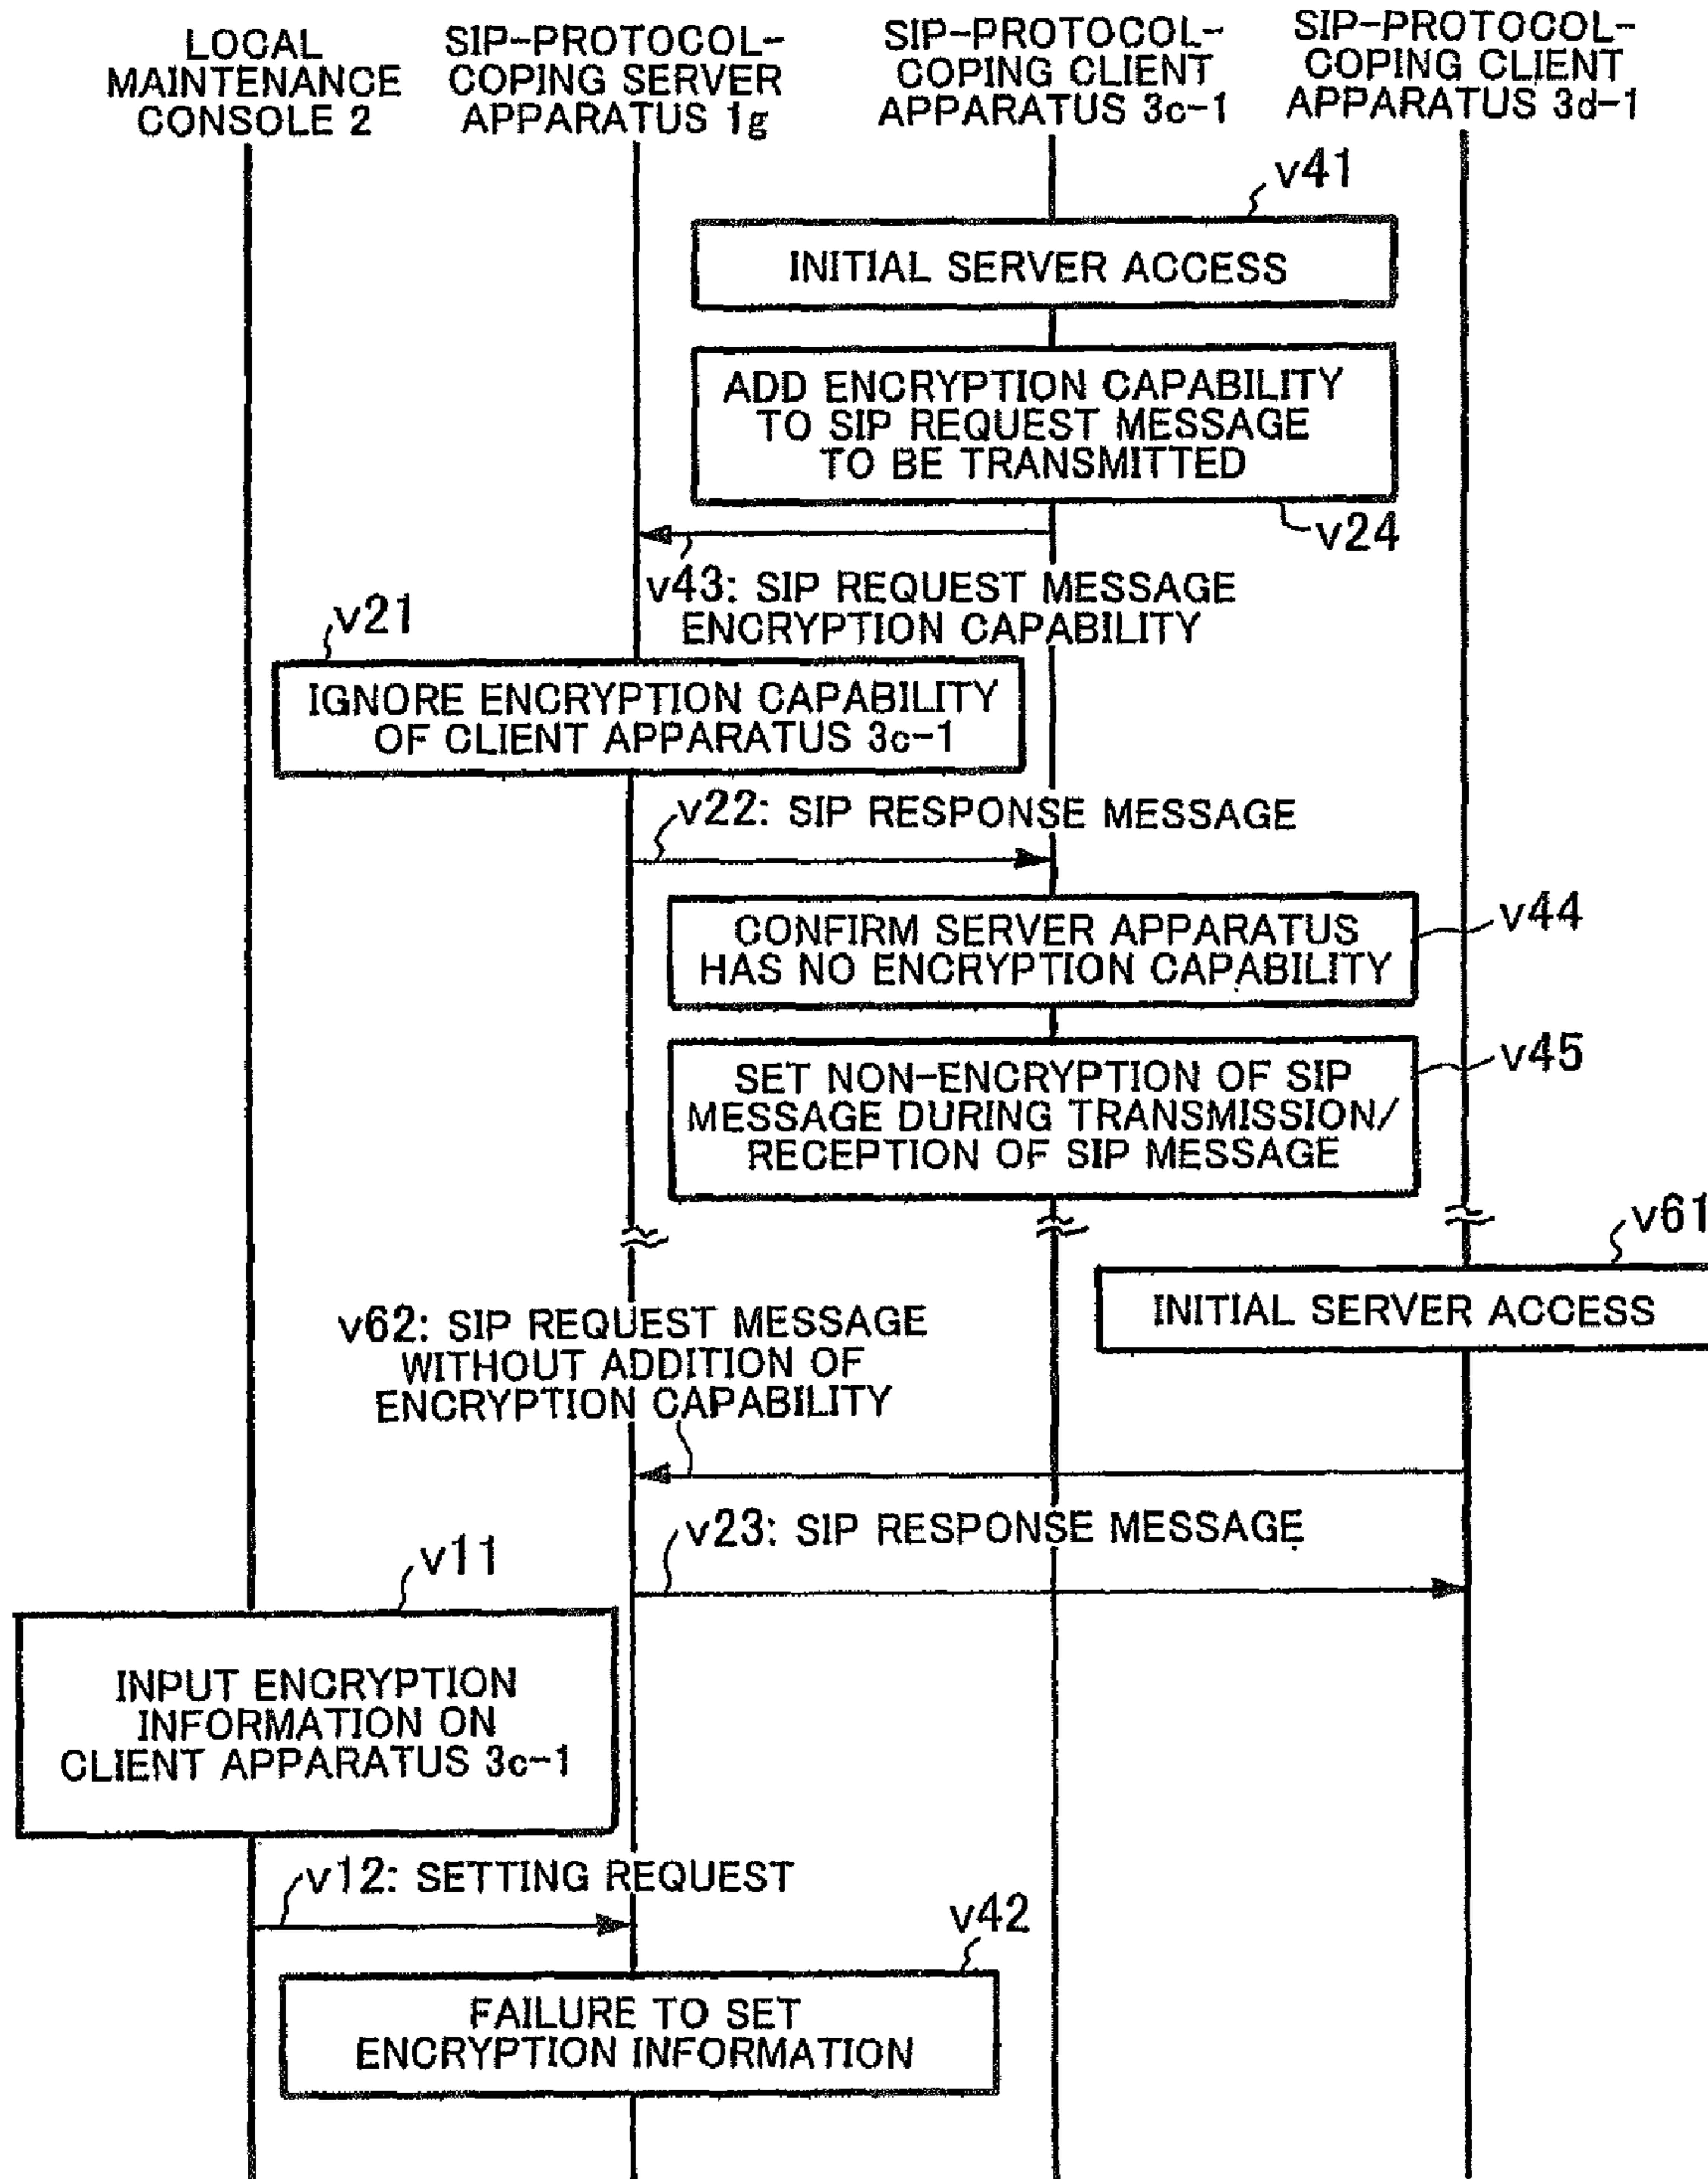 LOCAL
MAINTENANCE
CONSOLE 2
SIP-PROTOCOL-
COPING SERVER
APPARATUS 1g
SIP-PROTOCOL-
COPING CLIENT
APPARATUS 3c-1
SIP-PROTOCOL-
COPING CLIENT
APPARATUS 3d-1
v41
INITIAL SERVER ACCESS
ADD ENCRYPTION CAPABILITY
TO SIP REQUEST MESSAGE
TO BE TRANSMITTED
v24
v43: SIP REQUEST MESSAGE
ENCRYPTION CAPABILITY
v21
IGNORE ENCRYPTION CAPABILITY
OF CLIENT APPARATUS 3c-1
v22: SIP RESPONSE MESSAGE
CONFIRM SERVER APPARATUS
HAS NO ENCRYPTION CAPABILITY
v44
SET NON-ENCRYPTION OF SIP
MESSAGE DURING TRANSMISSION/
RECEPTION OF SIP MESSAGE
v45
v61
INITIAL SERVER ACCESS
v62: SIP REQUEST MESSAGE
WITHOUT ADDITION OF
ENCRYPTION CAPABILITY
v23: SIP RESPONSE MESSAGE
v11
INPUT ENCRYPTION
INFORMATION ON
CLIENT APPARATUS 3c-1
v12: SETTING REQUEST
v42
FAILURE TO SET
ENCRYPTION INFORMATION